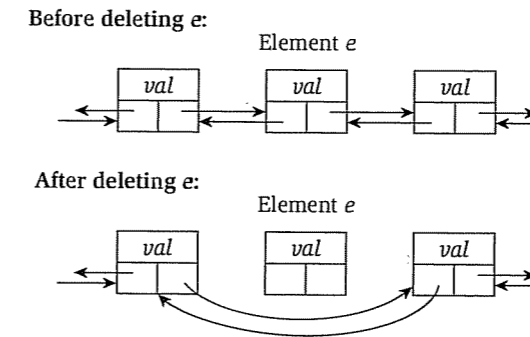 Before deleting e:
Element e
val val val
After deleting e:
Element e
val val val